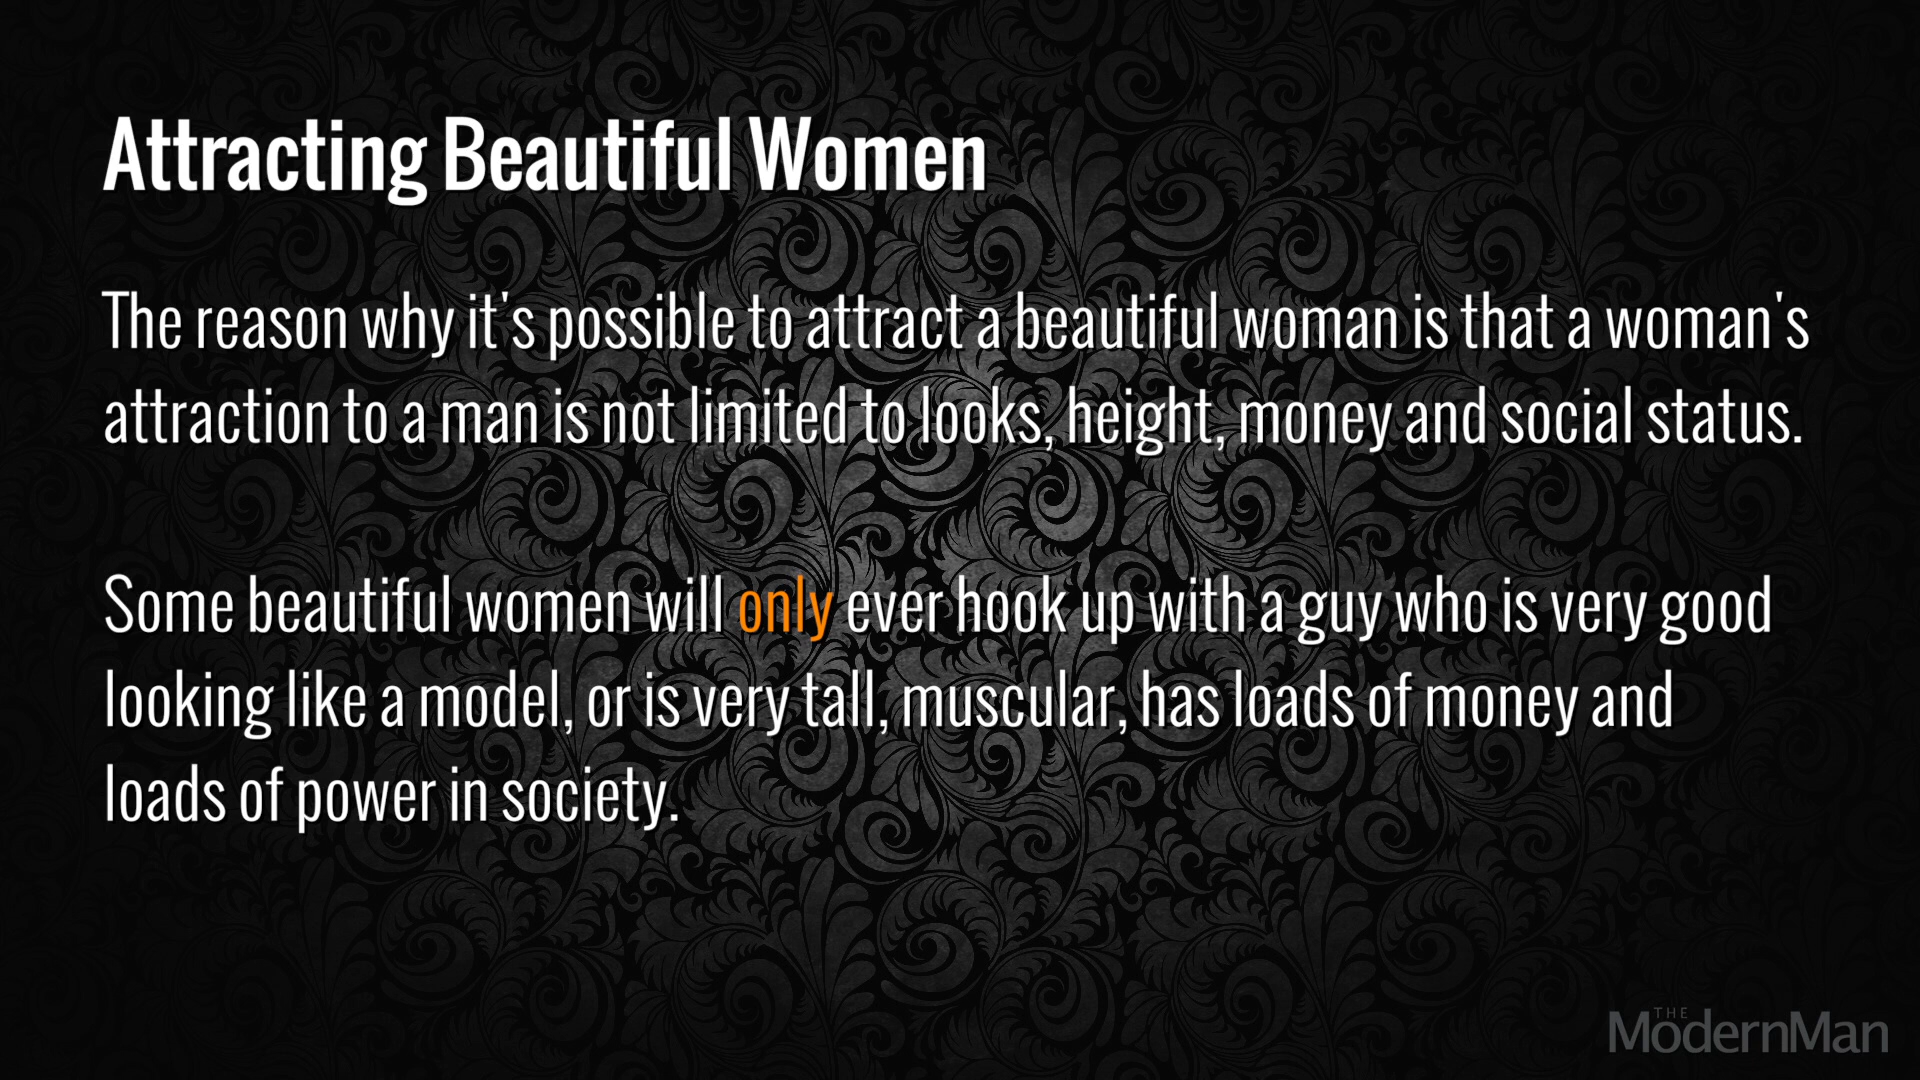 Attracting Beautiful Women
The reason why it's possible to attract a beautiful woman is that a woman's
attraction to a man is not limited to looks, height, money and social status.
Some beautiful women will only ever hook up with a guy who is very good
looking like a model, or is very tall, muscular, has loads of money and
loads of power in society.
THE
ModernMan